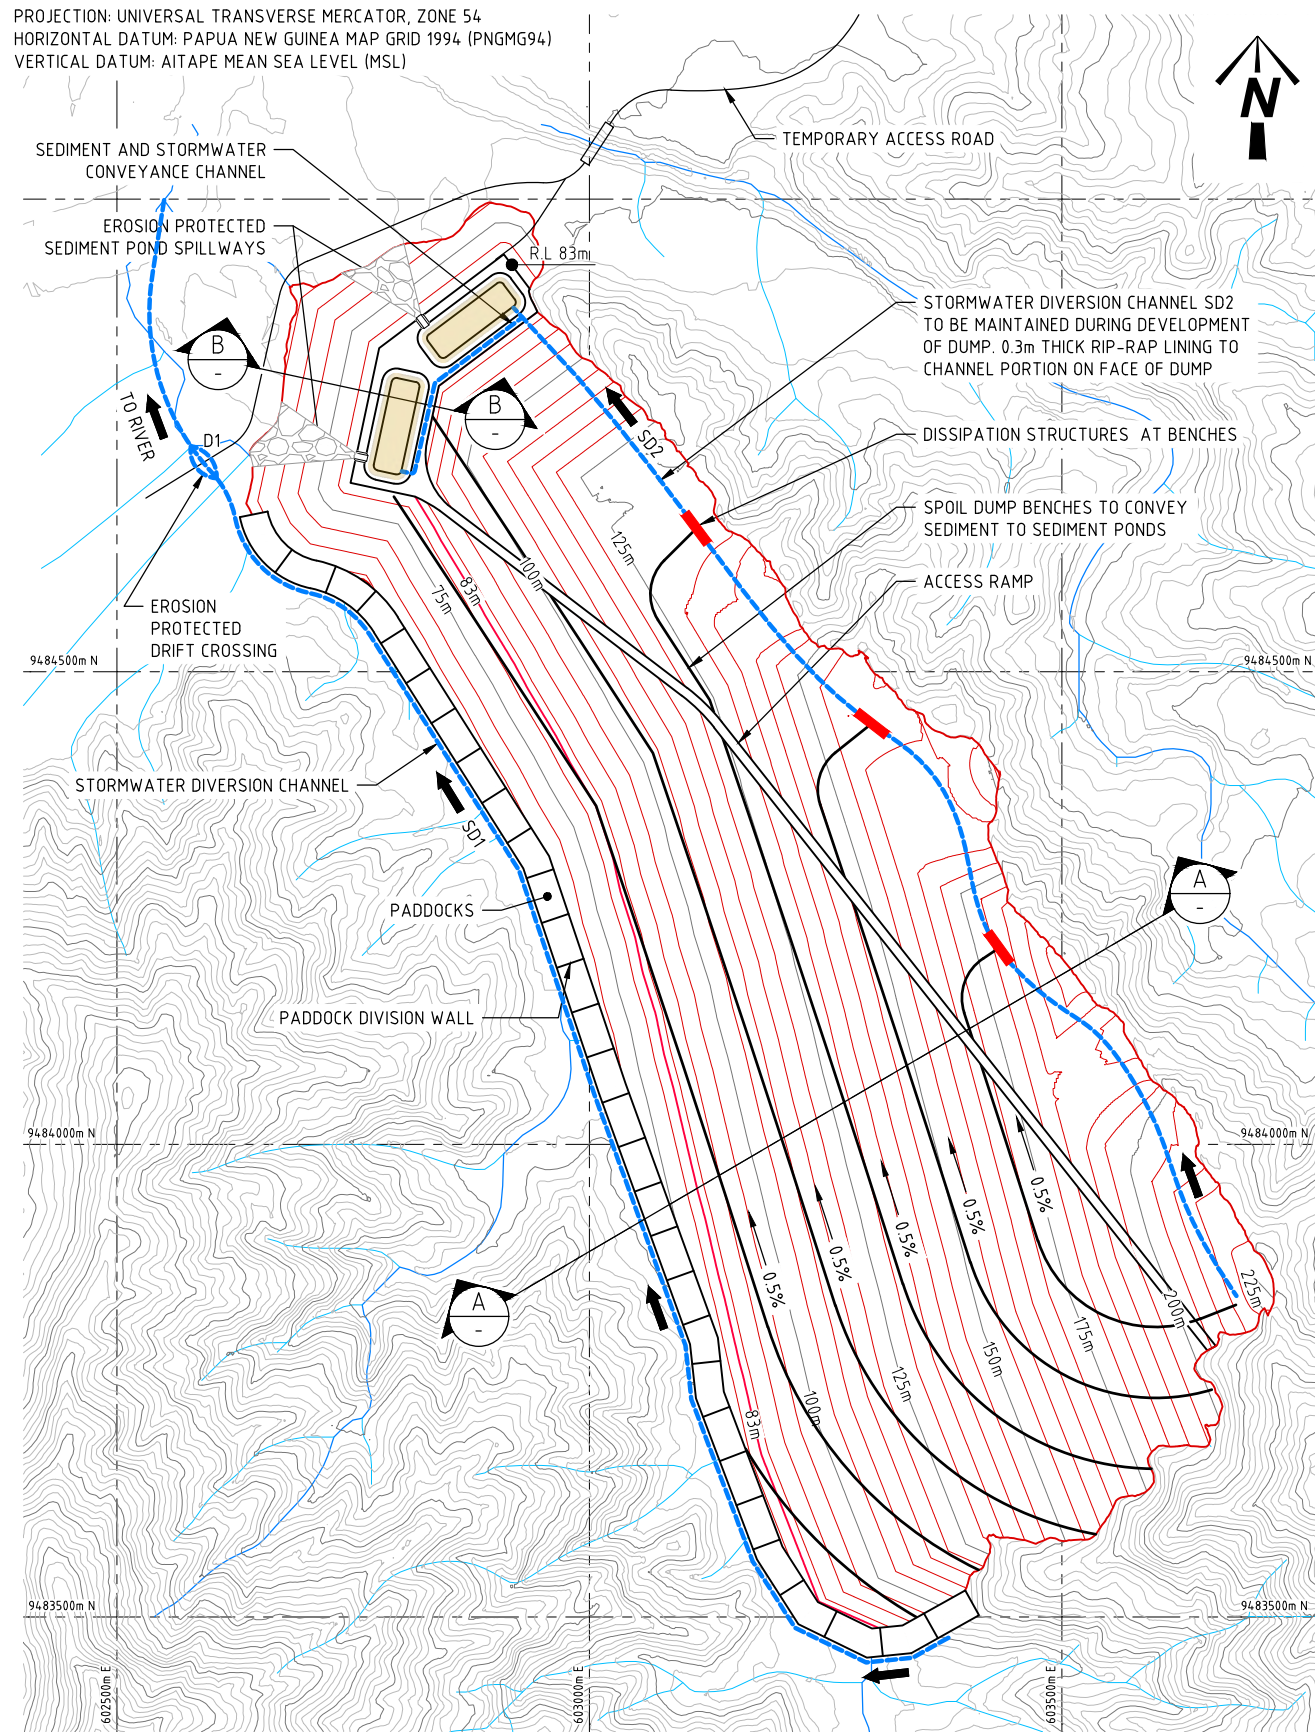 PROJECTION: UNIVERSAL TRANSVERSE MERCATOR, ZONE 54
HORIZONTAL DATUM: PAPUA NEW GUINEA MAP GRID 1994 (PNGMG94)
VERTICAL DATUM: AITAPE MEAN SEA LEVEL (MSL)
N
TEMPORARY ACCESS ROAD
SEDIMENT AND STORMWATER
CONVEYANCE CHANNEL
EROSION PROTECTED
SEDIMENT POND SPILLWAYS
R.L 83m
STORMWATER DIVERSION CHANNEL SD2
TO BE MAINTAINED DURING DEVELOPMENT
OF DUMP. 0.3m THICK RIP-RAP LINING TO
CHANNEL PORTION ON FACE OF DUMP
B
-
B
-
TO RIVER
D1
SD2
DISSIPATION STRUCTURES AT BENCHES
SPOIL DUMP BENCHES TO CONVEY
SEDIMENT TO SEDIMENT PONDS
ACCESS RAMP
125m
100m
83m
75m
EROSION
PROTECTED
DRIFT CROSSING
9484500m N
9484500m N
STORMWATER DIVERSION CHANNEL
SD1
A
-
PADDOCKS
PADDOCK DIVISION WALL
9484000m N
9484000m N
0.5%
0.5%
0.5%
0.5%
0.5%
A
-
225m
200m
175m
150m
125m
100m
83m
9483500m N
9483500m N
602500m E
603000m E
603500m E